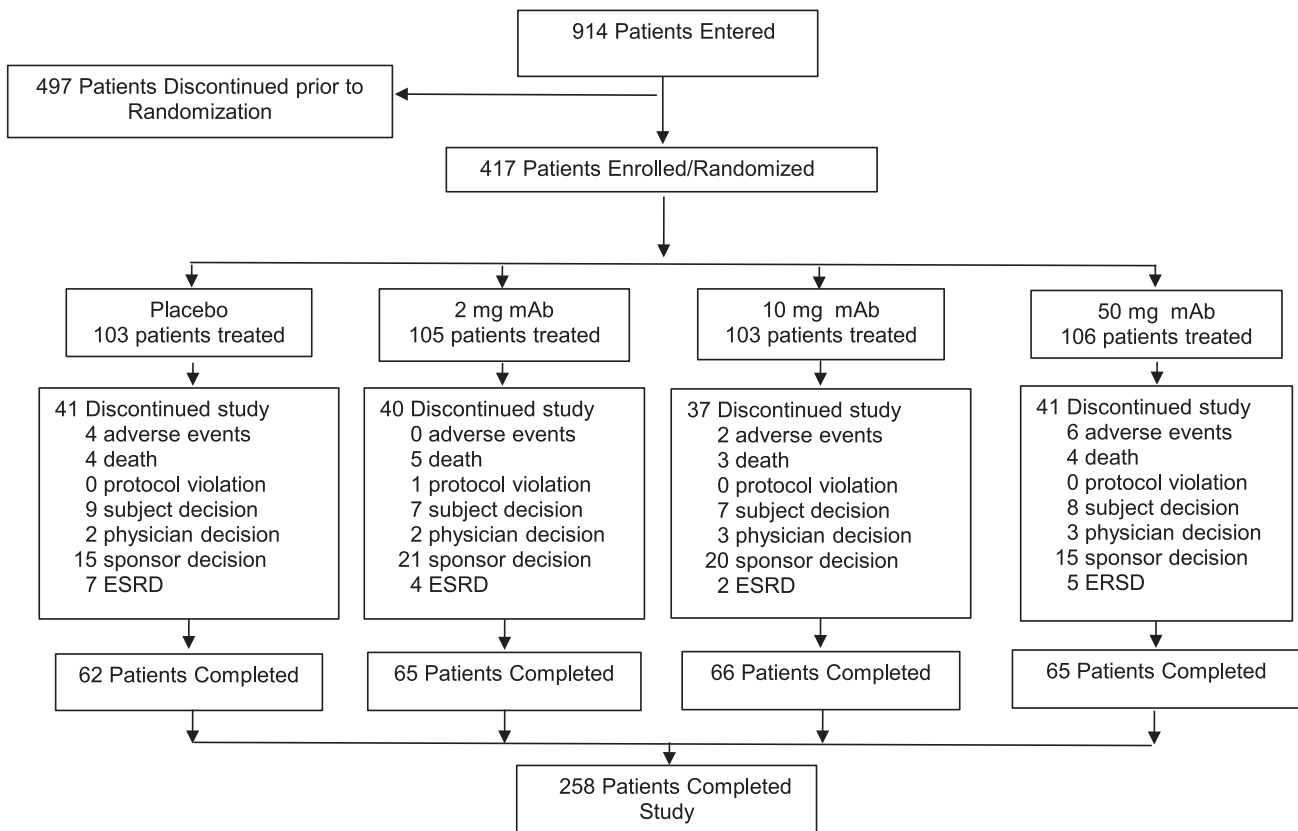 914 Patients Entered
497 Patients Discontinued prior to
Randomization
417 Patients Enrolled/Randomized
Placebo
103 patients treated
2 mg mAb
105 patients treated
10 mg mAb
103 patients treated
50 mg mAb
106 patients treated
41 Discontinued study
4 adverse events
4 death
0 protocol violation
9 subject decision
2 physician decision
15 sponsor decision
7 ESRD
40 Discontinued study
0 adverse events
5 death
1 protocol violation
7 subject decision
2 physician decision
21 sponsor decision
4 ESRD
37 Discontinued study
2 adverse events
3 death
0 protocol violation
7 subject decision
3 physician decision
20 sponsor decision
2 ESRD
41 Discontinued study
6 adverse events
4 death
0 protocol violation
8 subject decision
3 physician decision
15 sponsor decision
5 ERSD
62 Patients Completed
65 Patients Completed
66 Patients Completed
65 Patients Completed
258 Patients Completed
Study